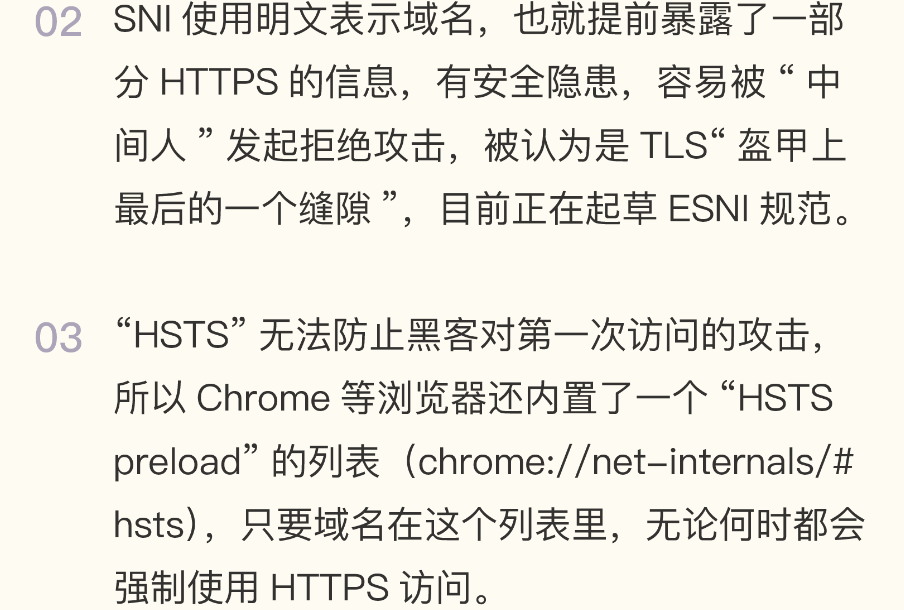 02 SNI 使用明文表示域名，也就提前暴露了一部
分 HTTPS 的信息，有安全隐患，容易被 “ 中
间人 ” 发起拒绝攻击，被认为是 TLS“ 盔甲上
最后的一个缝隙 ”，目前正在起草 ESNI 规范。
03 “HSTS” 无法防止黑客对第一次访问的攻击，
所以 Chrome 等浏览器还内置了一个 “HSTS
preload” 的列表（chrome://net-internals/#
hsts），只要域名在这个列表里，无论何时都会
强制使用 HTTPS 访问。